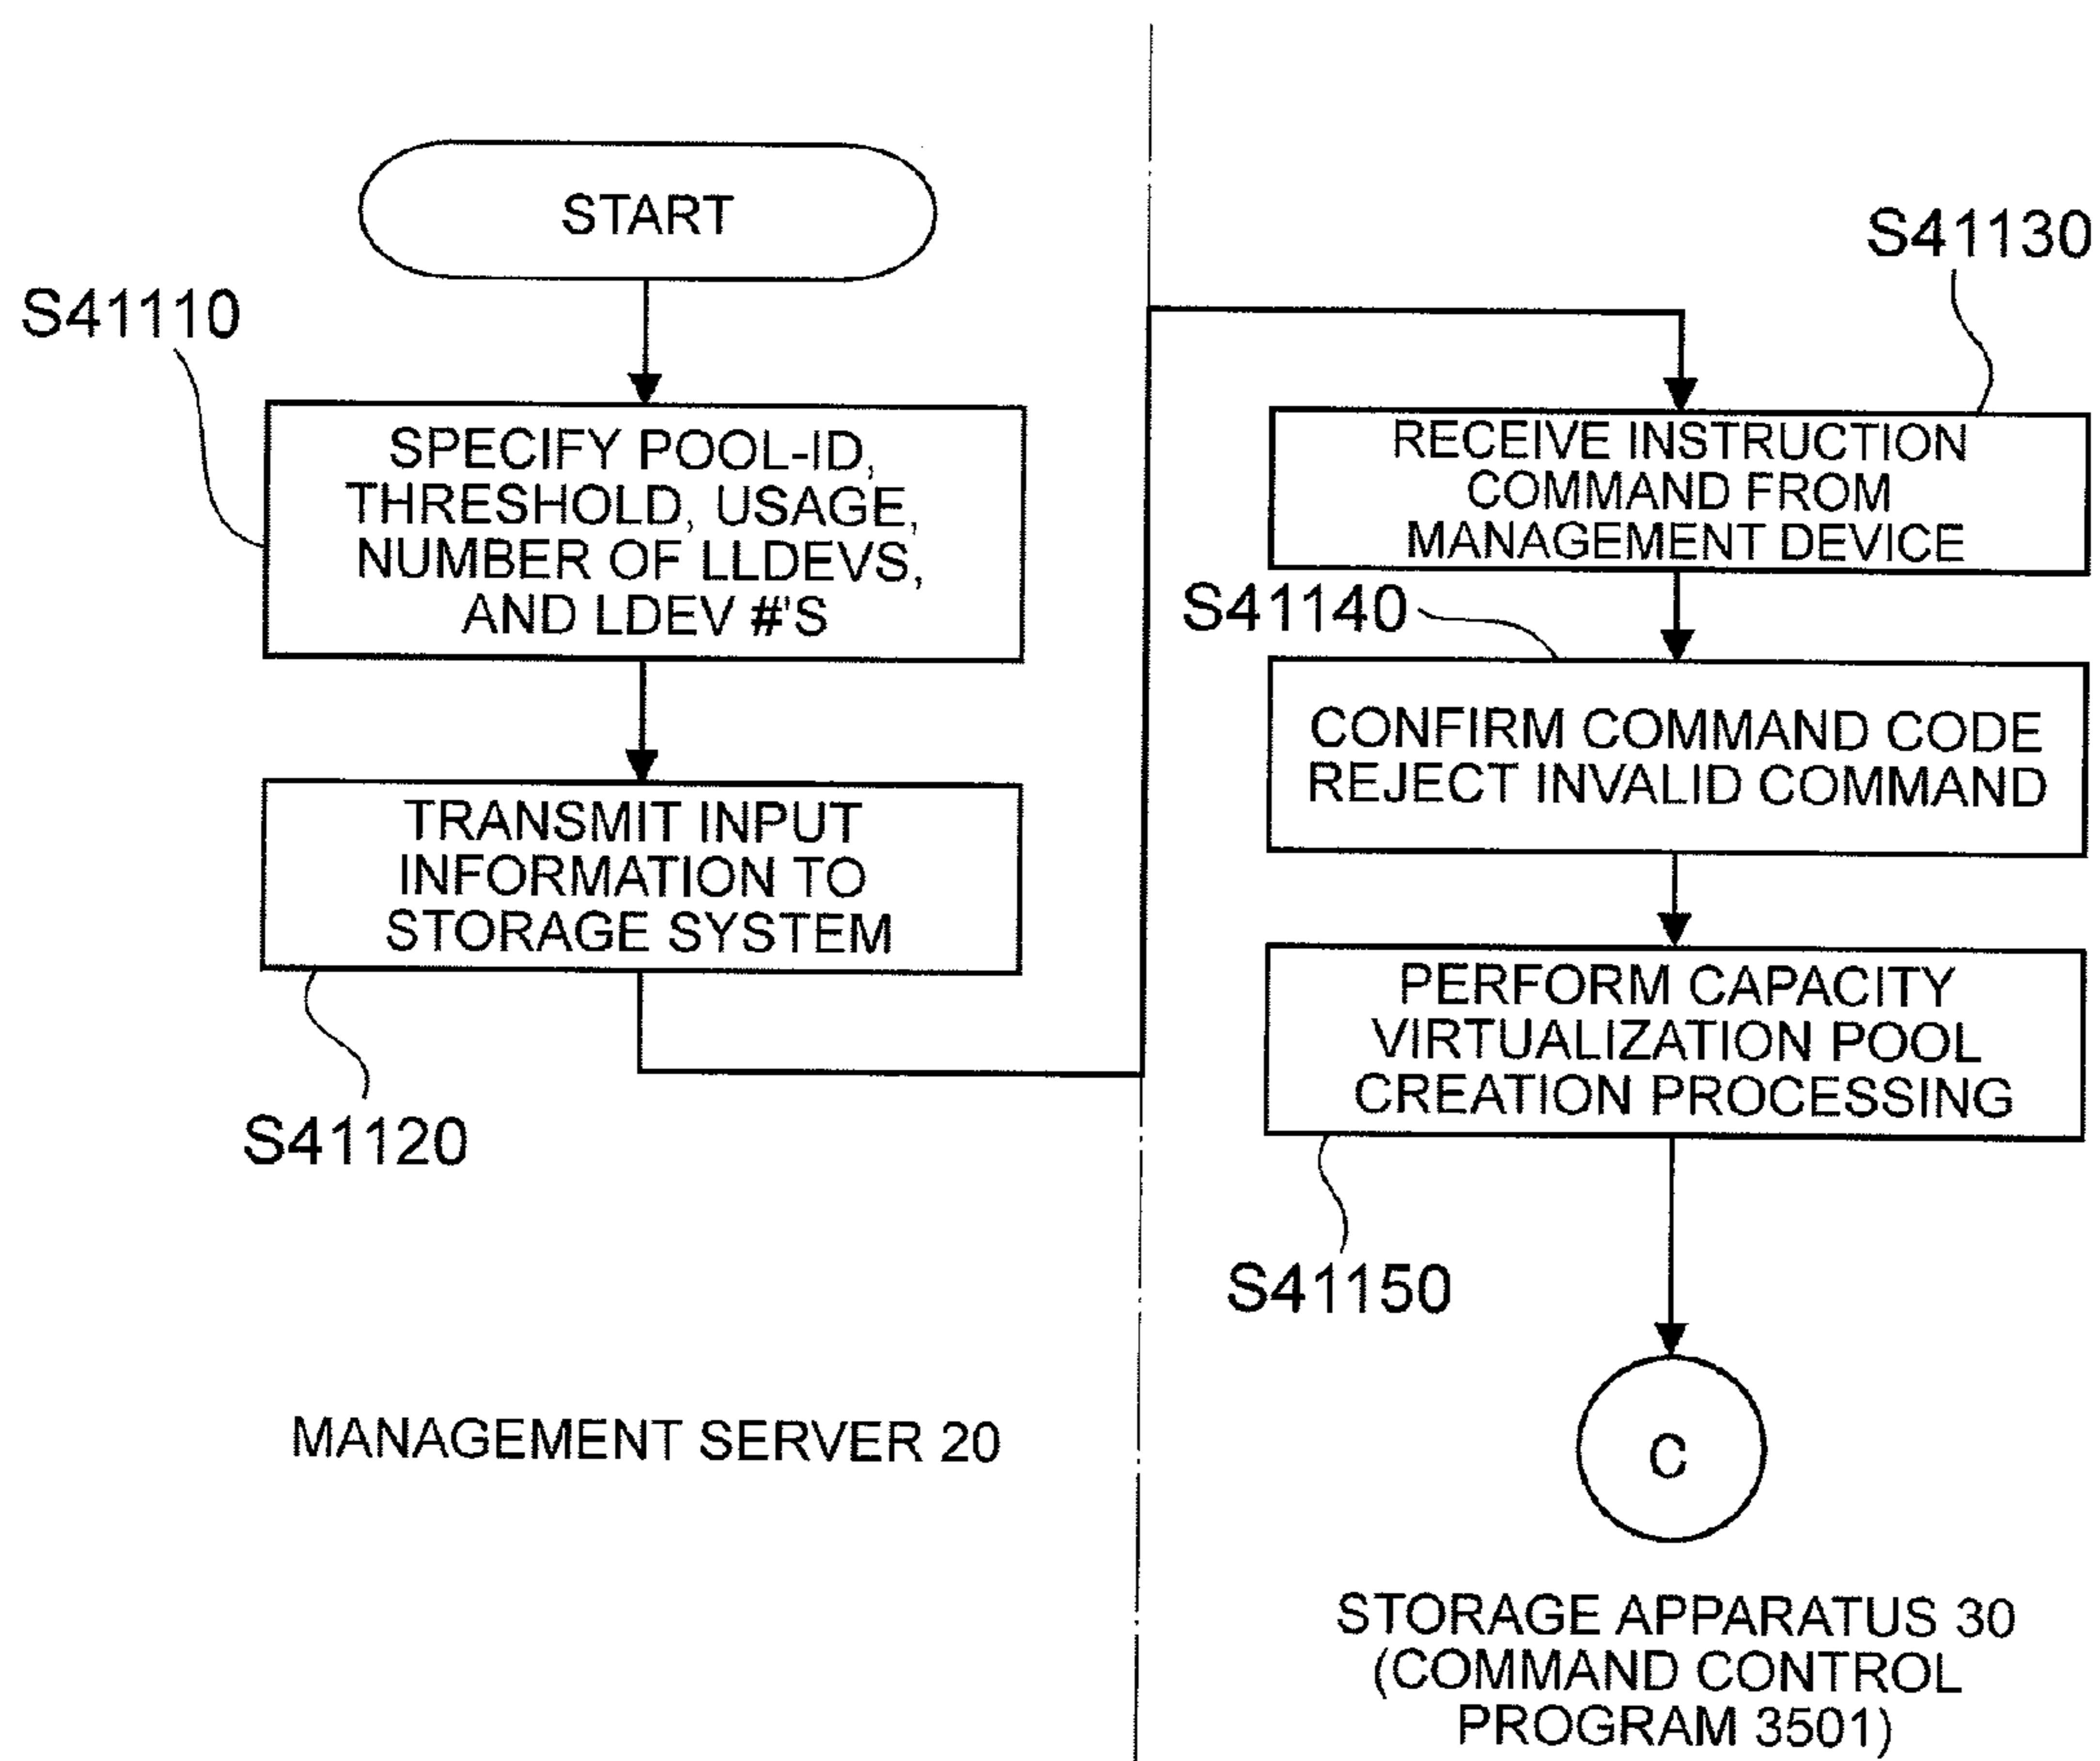 START
S41110
SPECIFY POOL-ID,
THRESHOLD, USAGE,
NUMBER OF LLDEVS,
AND LDEV #'S
TRANSMIT INPUT
INFORMATION TO
STORAGE SYSTEM
S41120
MANAGEMENT SERVER 20
S41130
RECEIVE INSTRUCTION
COMMAND FROM
MANAGEMENT DEVICE
S41140
CONFIRM COMMAND CODE
REJECT INVALID COMMAND
PERFORM CAPACITY
VIRTUALIZATION POOL
CREATION PROCESSING
S41150
C
STORAGE APPARATUS 30
(COMMAND CONTROL
PROGRAM 3501)